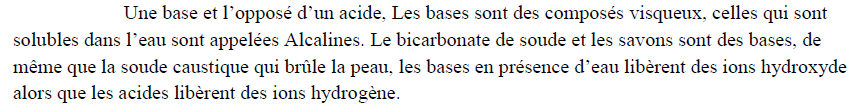 Une base et l'opposé d'un acide, Les bases sont des composés visqueux, celles qui sont
solubles dans l'eau sont appelées Alcalines. Le bicarbonate de soude et les savons sont des bases, de
même que la soude caustique qui brûle la peau, les bases en présence d'eau libèrent des ions hydroxyde
alors que les acides libèrent des ions hydrogène.